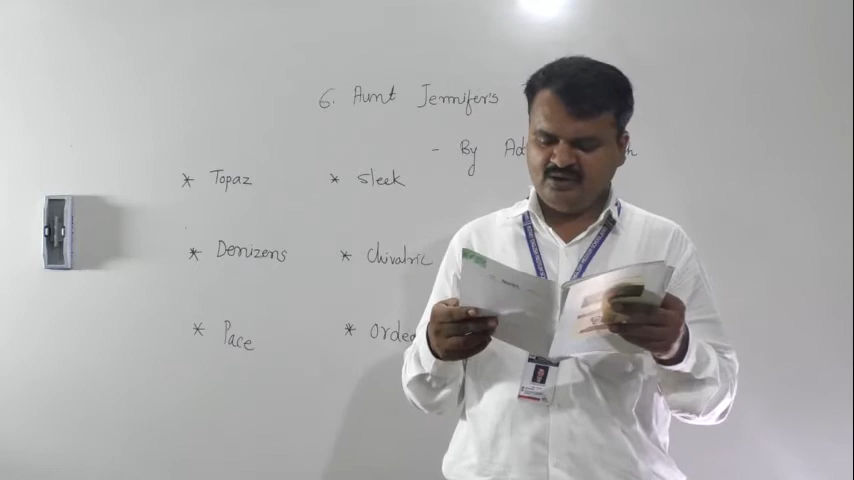 6. Aunt Jennifer's
- By
* Topaz * Sleek
* Denizens * Chivalric
* Pace *